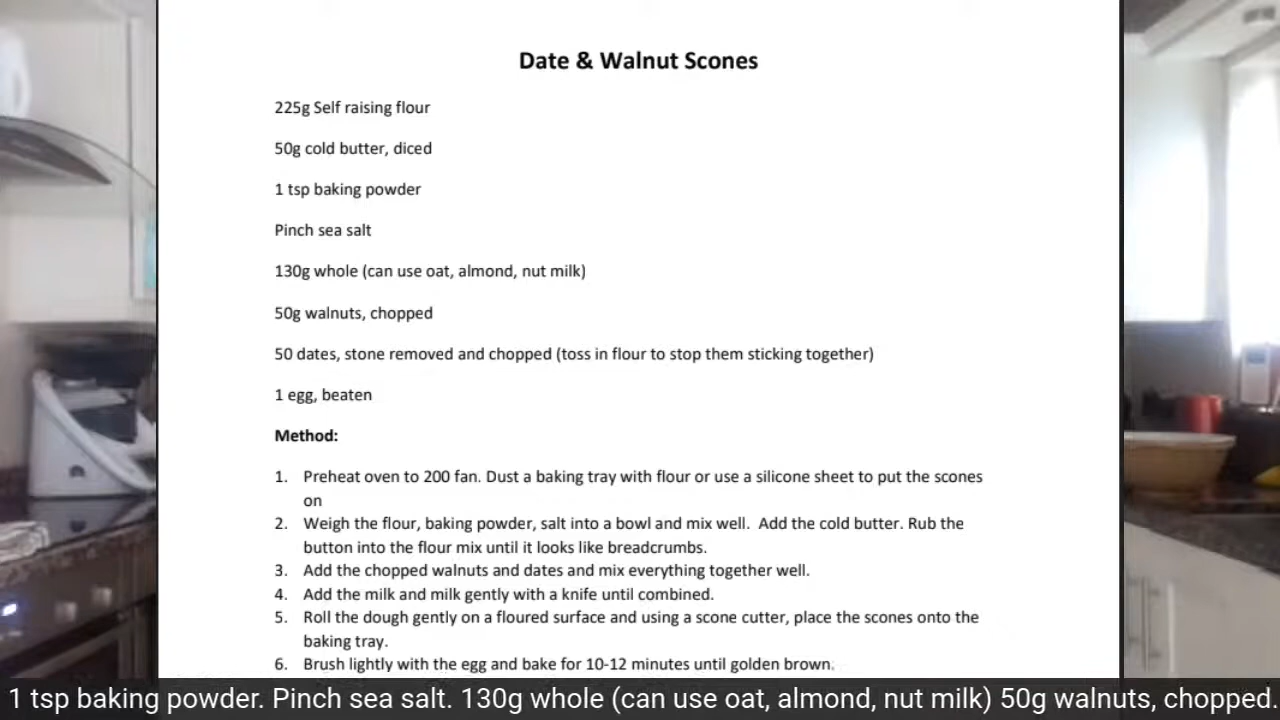 Date & Walnut Scones
225g Self raising flour
50g cold butter, diced
1 tsp baking powder
Pinch sea salt
130g whole (can use oat, almond, nut milk)
50g walnuts, chopped
50 dates, stone removed and chopped (toss in flour to stop them sticking together)
1 egg, beaten
Method:
1. Preheat oven to 200 fan. Dust a baking tray with flour or use a silicone sheet to put the scones
on
2. Weigh the flour, baking powder, salt into a bowl and mix well.  Add the cold butter. Rub the
button into the flour mix until it looks like breadcrumbs.
3. Add the chopped walnuts and dates and mix everything together well.
4. Add the milk and milk gently with a knife until combined.
5. Roll the dough gently on a floured surface and using a scone cutter, place the scones onto the
baking tray.
6. Brush lightly with the egg and bake for 10-12 minutes until golden brown.
1 tsp baking powder. Pinch sea salt. 130g whole (can use oat, almond, nut milk) 50g walnuts, chopped.